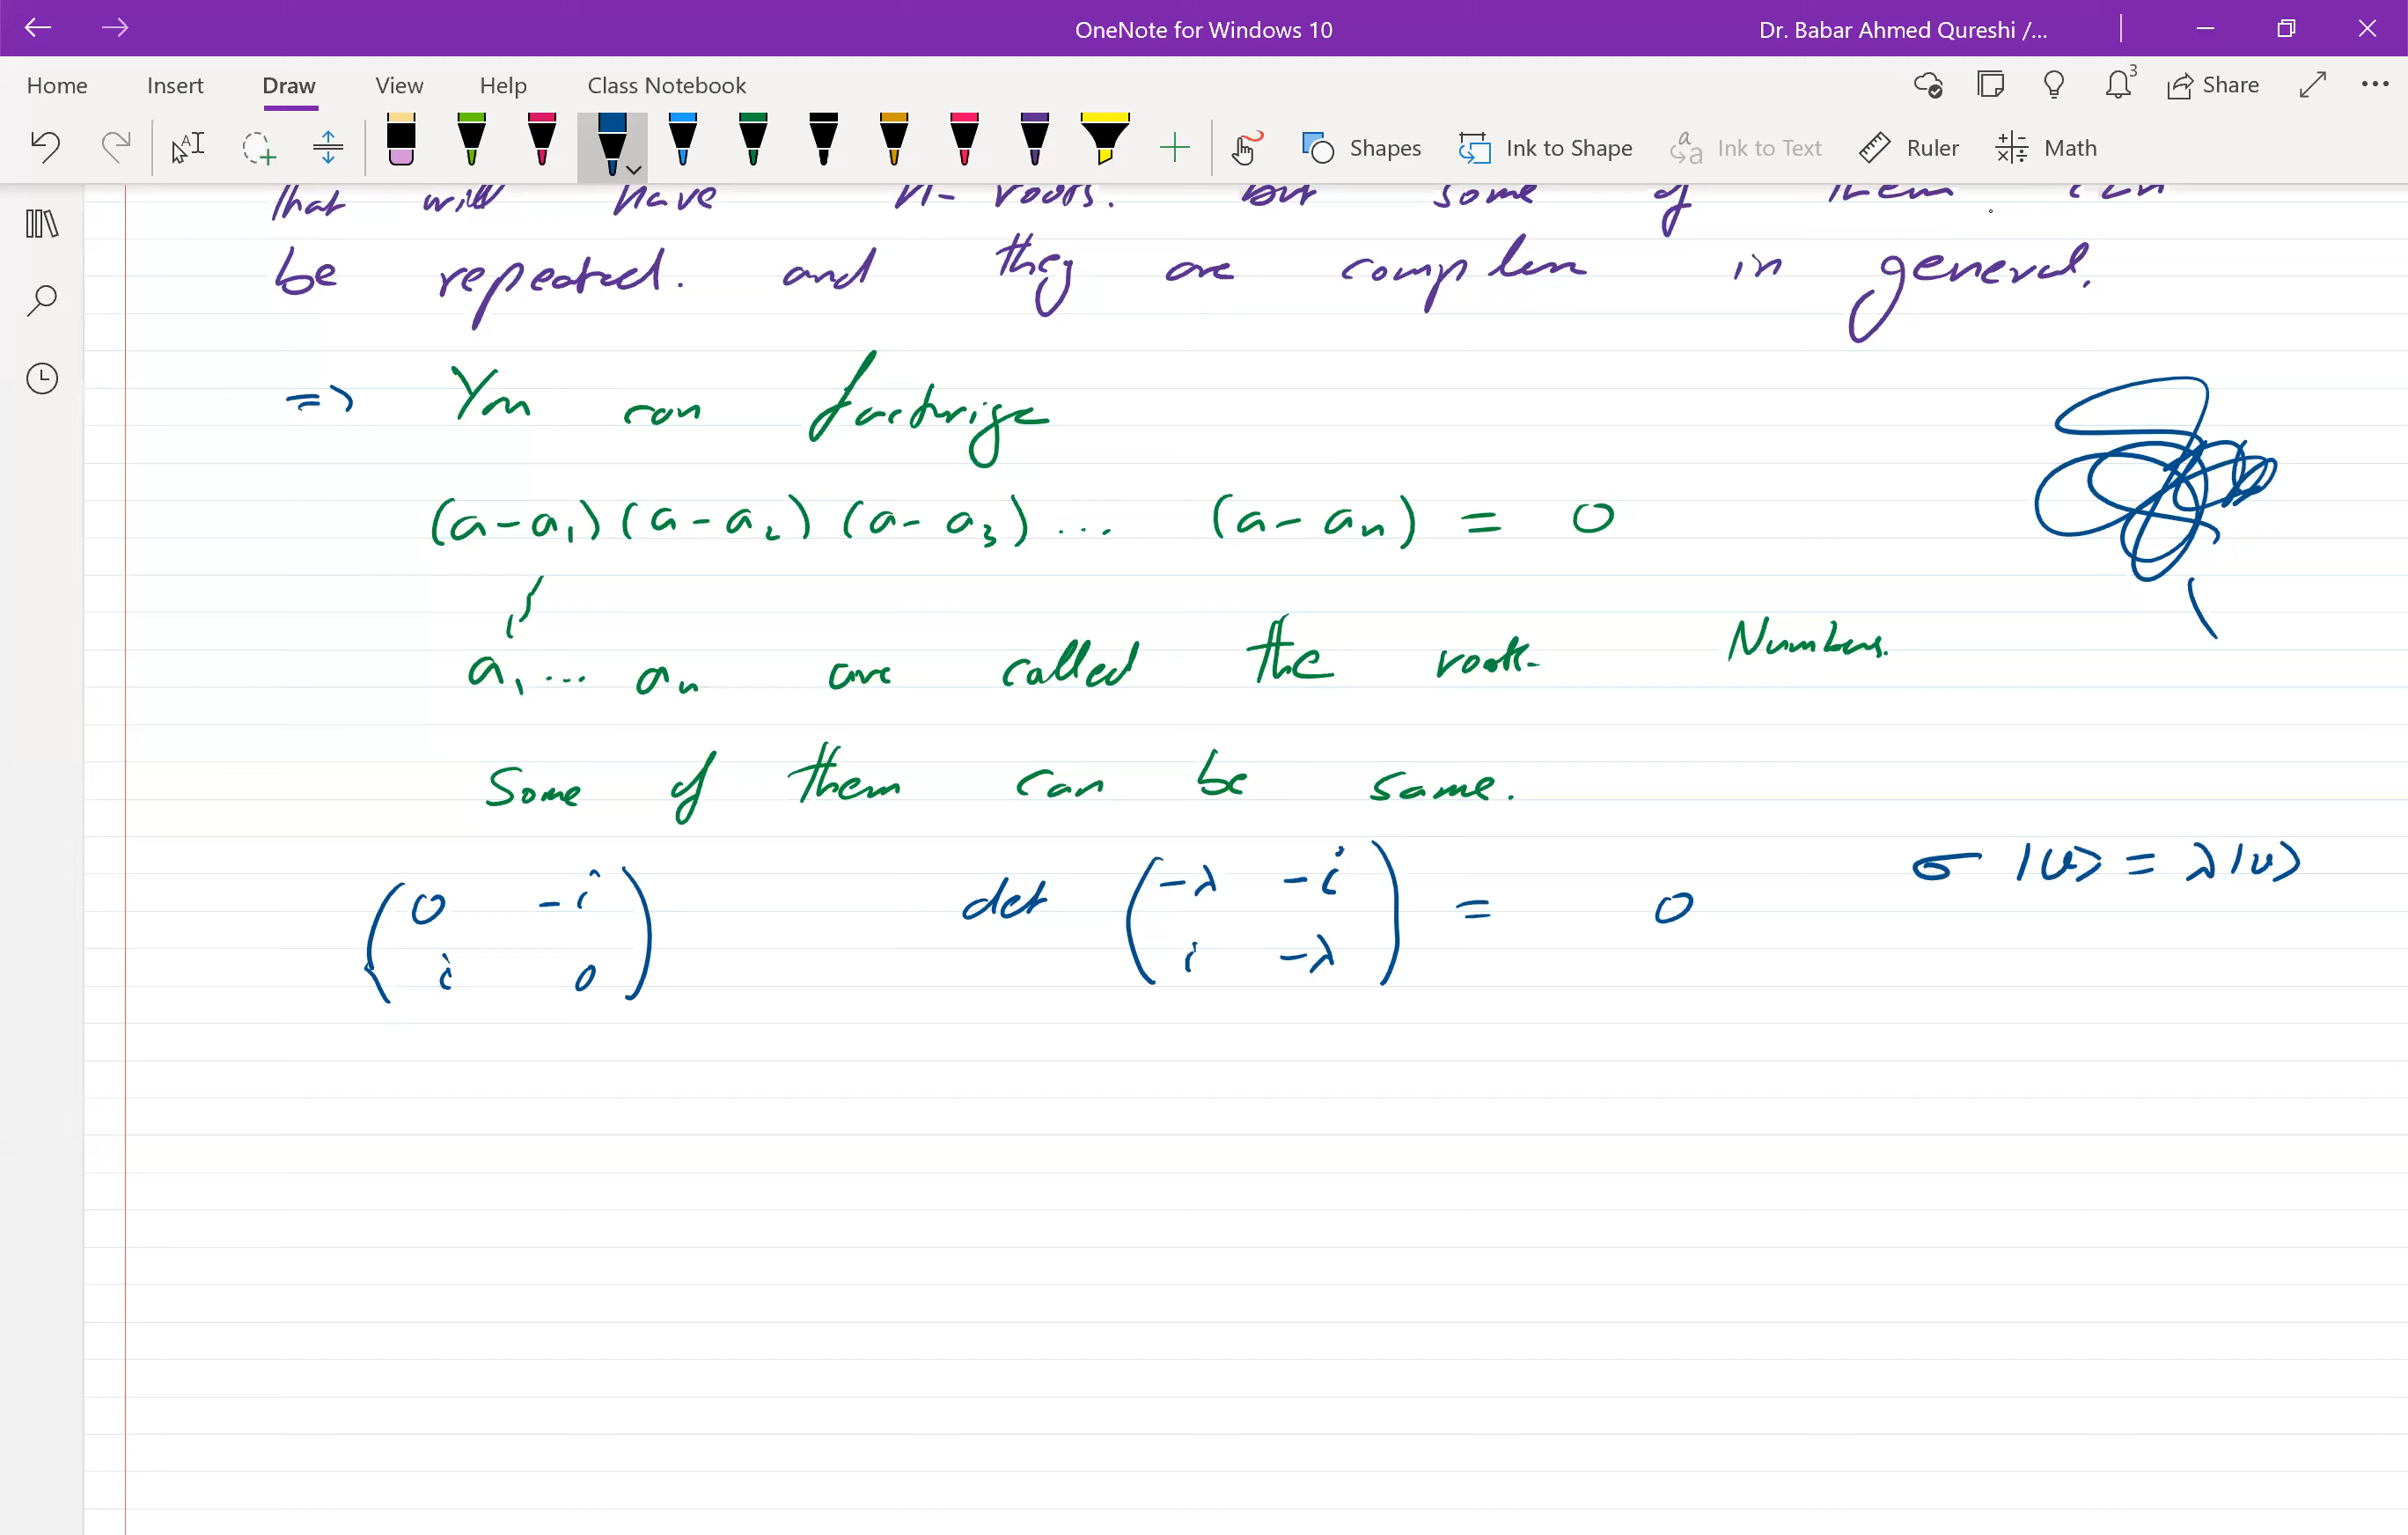 OneNote for Windows 10
Dr. Babar Ahmed Qureshi /...
Home Insert Draw View Help Class Notebook
3 Share
Shapes Ink to Shape Ink to Text Ruler Math
that will have n- roots. but some of them can
be repeated. and they are complex in general.
=> You can factorize
(a-a₁)(a-a₂)(a-a₃)... (a-aₙ) = 0
a₁... aₙ are called the roots. Numbers.
Some of them can be same.
σ |v> = λ|v>
(0 -i
i 0)
det (-λ -i
i -λ) = 0